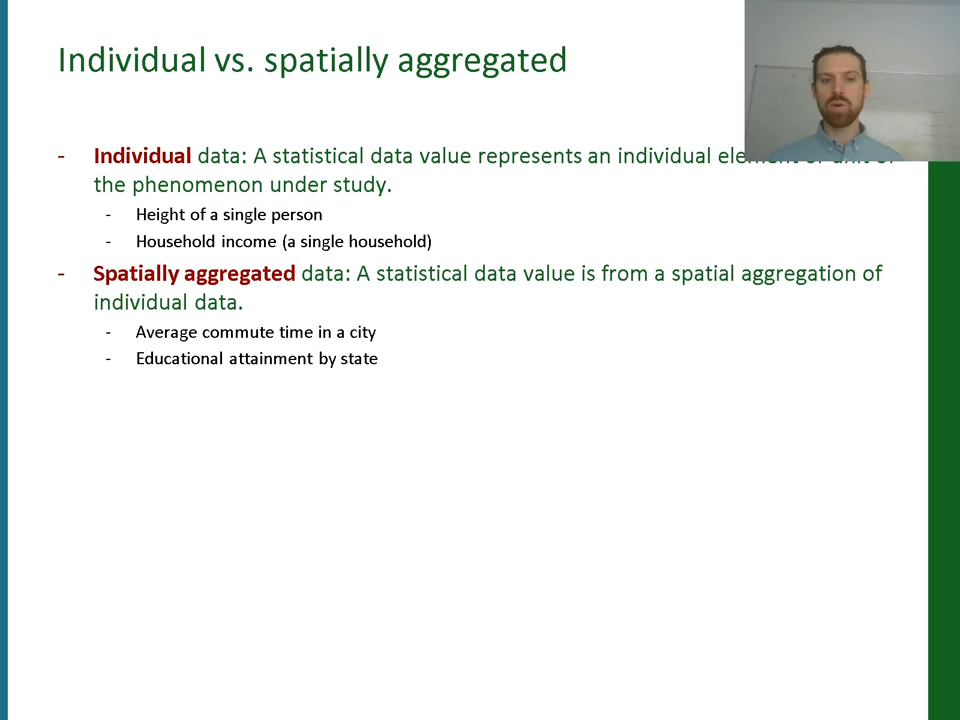 Individual vs. spatially aggregated
- Individual data: A statistical data value represents an individual
the phenomenon under study.
- Height of a single person
- Household income (a single household)
- Spatially aggregated data: A statistical data value is from a spatial aggregation of
individual data.
- Average commute time in a city
- Educational attainment by state